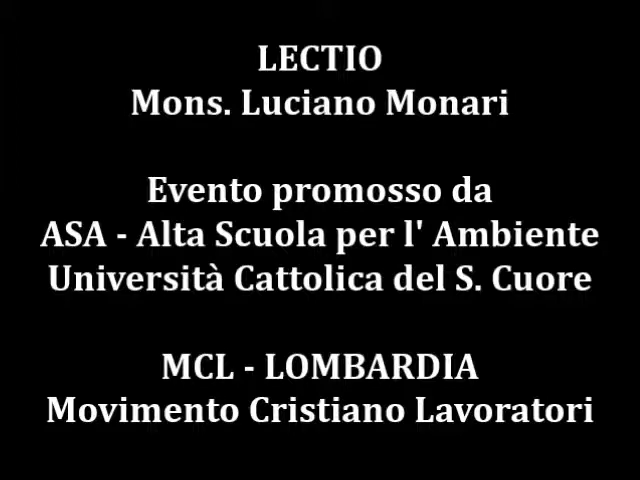 LECTIO
Mons. Luciano Monari
Evento promosso da
ASA - Alta Scuola per l' Ambiente
Università Cattolica del S. Cuore
MCL - LOMBARDIA
Movimento Cristiano Lavoratori